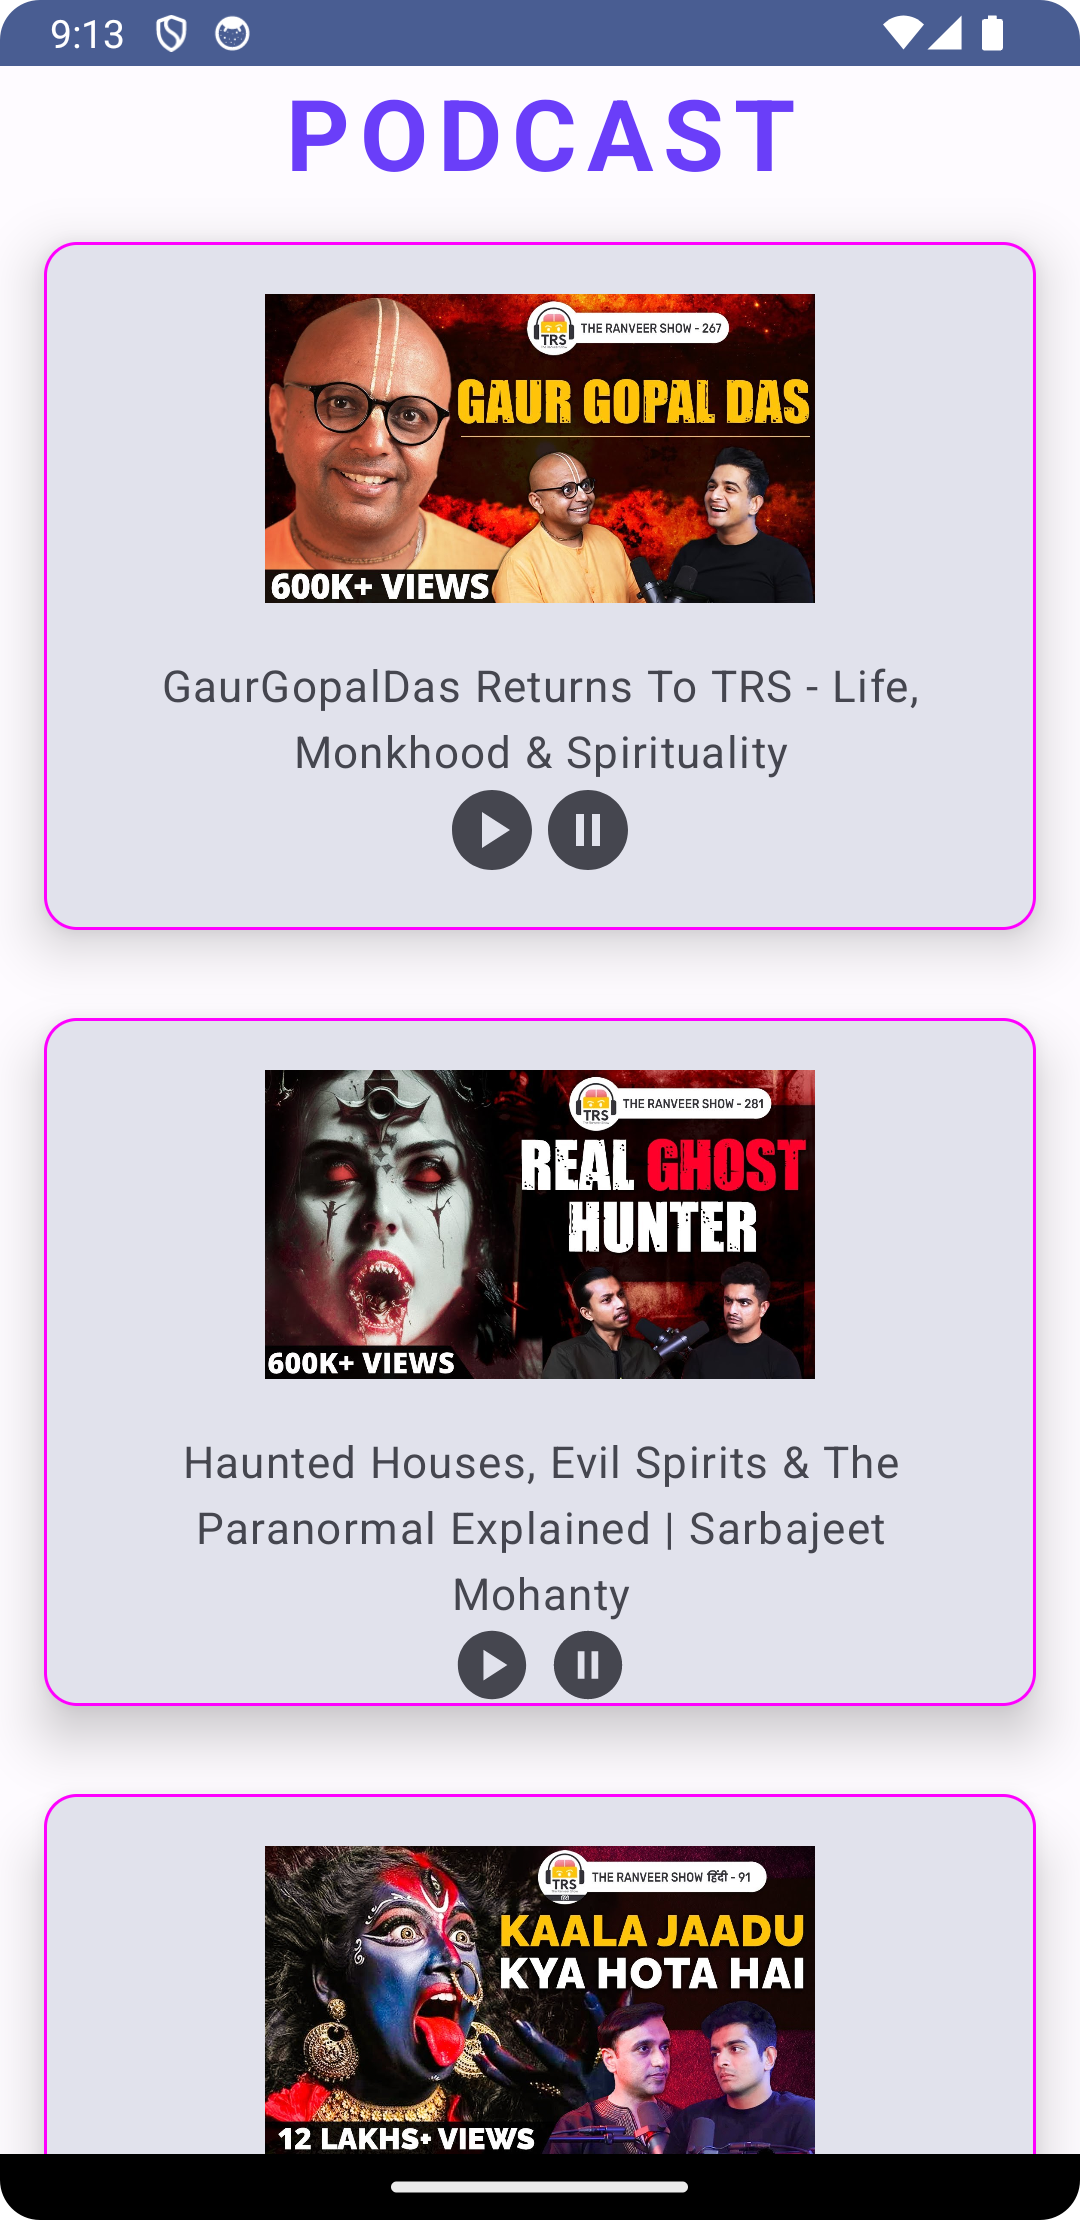 9:13
PODCAST
TRS
THE RANVEER SHOW - 267
GAUR GOPAL DAS
600K+ VIEWS
GaurGopalDas Returns To TRS - Life,
Monkhood & Spirituality
TRS
THE RANVEER SHOW - 281
REAL GHOST
HUNTER
600K+ VIEWS
Haunted Houses, Evil Spirits & The
Paranormal Explained | Sarbajeet
Mohanty
TRS
THE RANVEER SHOW हिंदी - 91
KAALA JAADU
KYA HOTA HAI
12 LAKHS+ VIEWS